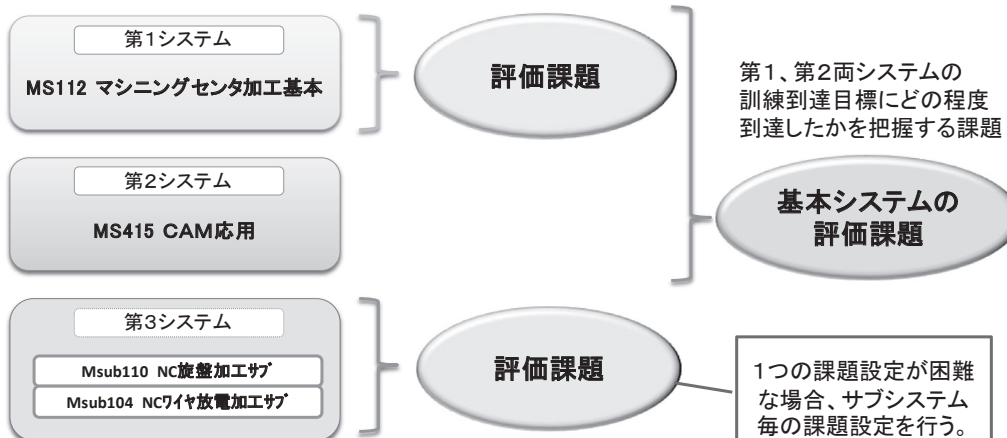 第1システム
MS112 マシニングセンタ加工基本
評価課題
第1、第2両システムの
訓練到達目標にどの程度
到達したかを把握する課題
第2システム
MS415 CAM応用
基本システムの
評価課題
第3システム
Msub110 NC旋盤加工サブ
Msub104 NCワイヤ放電加工サブ
評価課題
1つの課題設定が困難
な場合、サブシステム
毎の課題設定を行う。